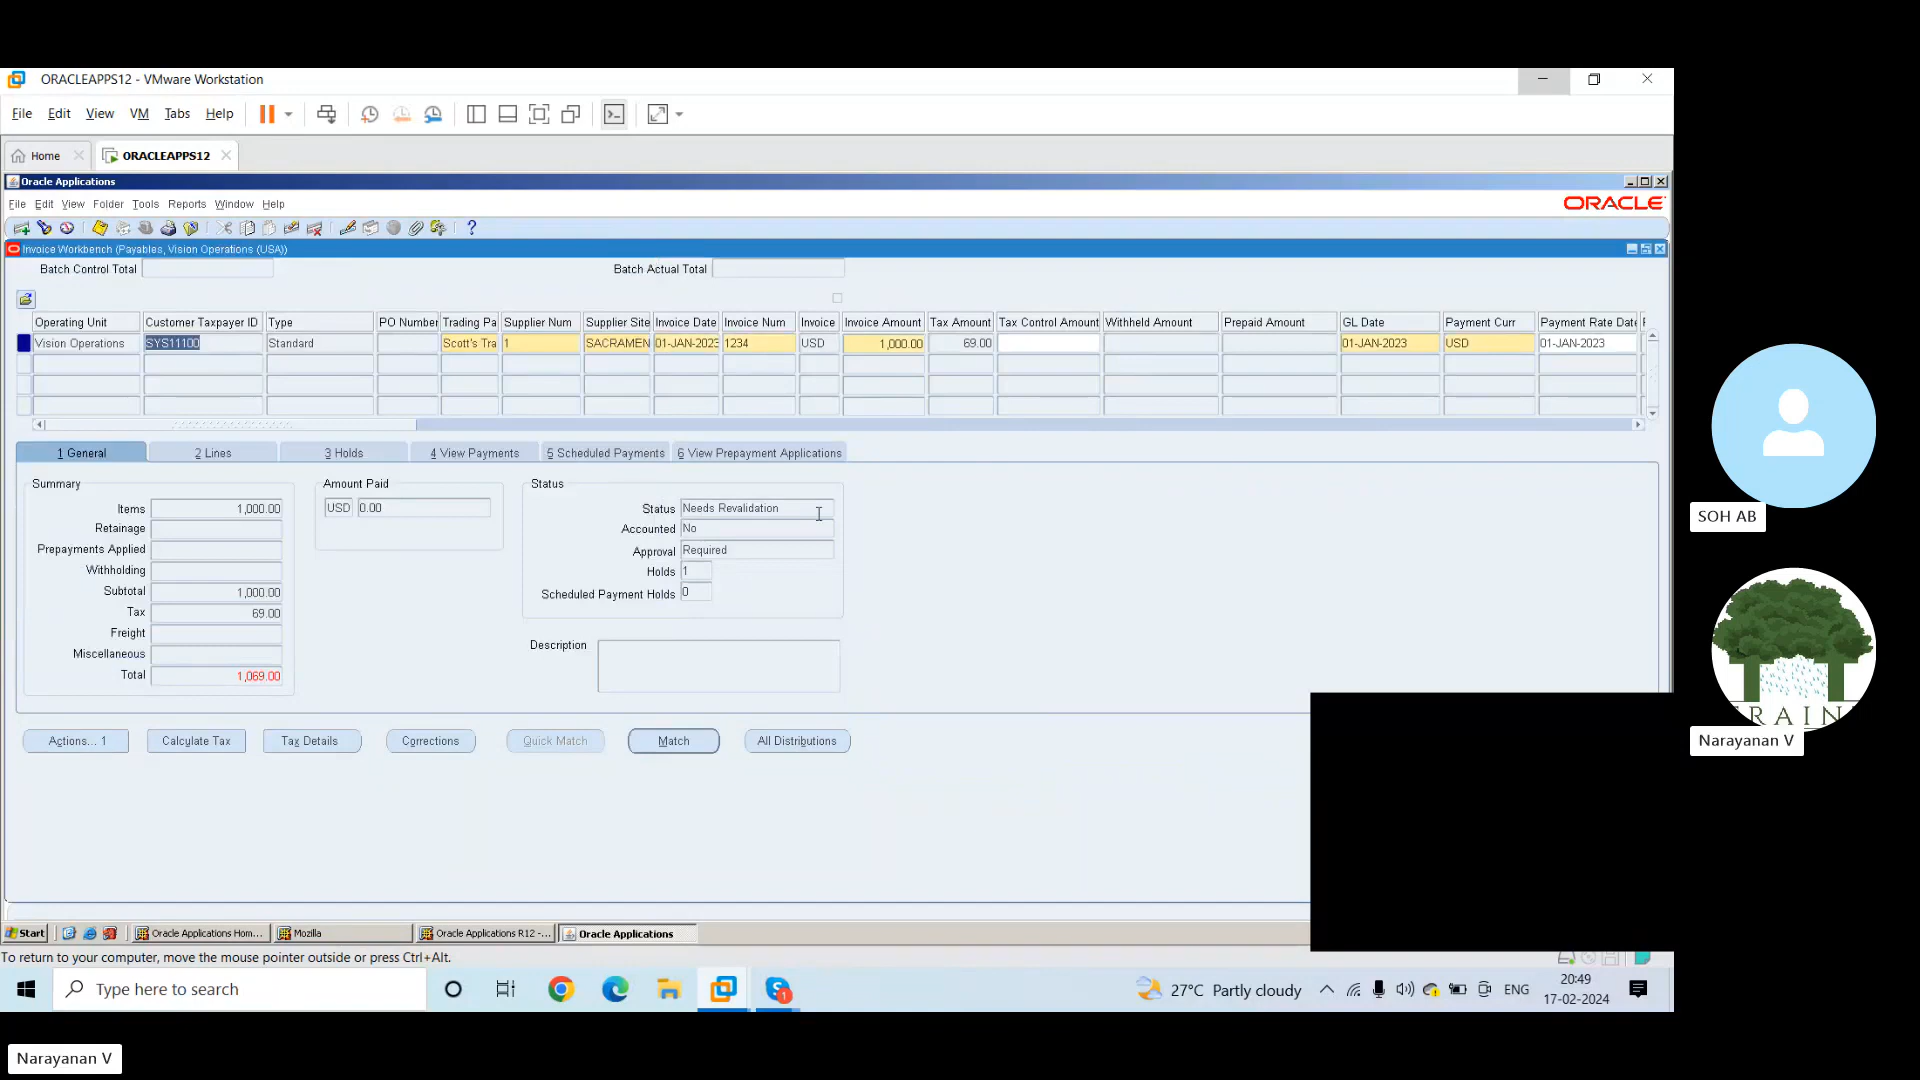 ORACLEAPPS12 - VMware Workstation
File Edit View VM Tabs Help
Home ORACLEAPPS12
Oracle Applications
File Edit View Folder Tools Reports Window Help
ORACLE
Invoice Workbench (Payables, Vision Operations (USA))
Batch Control Total Batch Actual Total
Operating Unit Customer Taxpayer ID Type PO Number Trading Pa Supplier Num Supplier Site Invoice Date Invoice Num Invoice Invoice Amount Tax Amount Tax Control Amount Withheld Amount Prepaid Amount GL Date Payment Curr Payment Rate Date
Vision Operations SYS11100 Standard Scott's Tra 1 SACRAMEN 01-JAN-2023 1234 USD 1,000.00 69.00 01-JAN-2023 USD 01-JAN-2023
1 General 2 Lines 3 Holds 4 View Payments 5 Scheduled Payments 6 View Prepayment Applications
Summary Amount Paid Status
Items 1,000.00 USD 0.00 Status Needs Revalidation
Retainage Accounted No
Prepayments Applied Approval Required
Withholding Holds 1
Subtotal 1,000.00 Scheduled Payment Holds 0
Tax 69.00
Freight
Description
Miscellaneous
Total 1,069.00
Actions... 1 Calculate Tax Tax Details Corrections Quick Match Match All Distributions
Start Oracle Applications Hom... Mozilla Oracle Applications R12 -... Oracle Applications
To return to your computer, move the mouse pointer outside or press Ctrl+Alt.
Type here to search
27°C Partly cloudy ENG 20:49
17-02-2024
SOH AB
RAIN
Narayanan V
Narayanan V